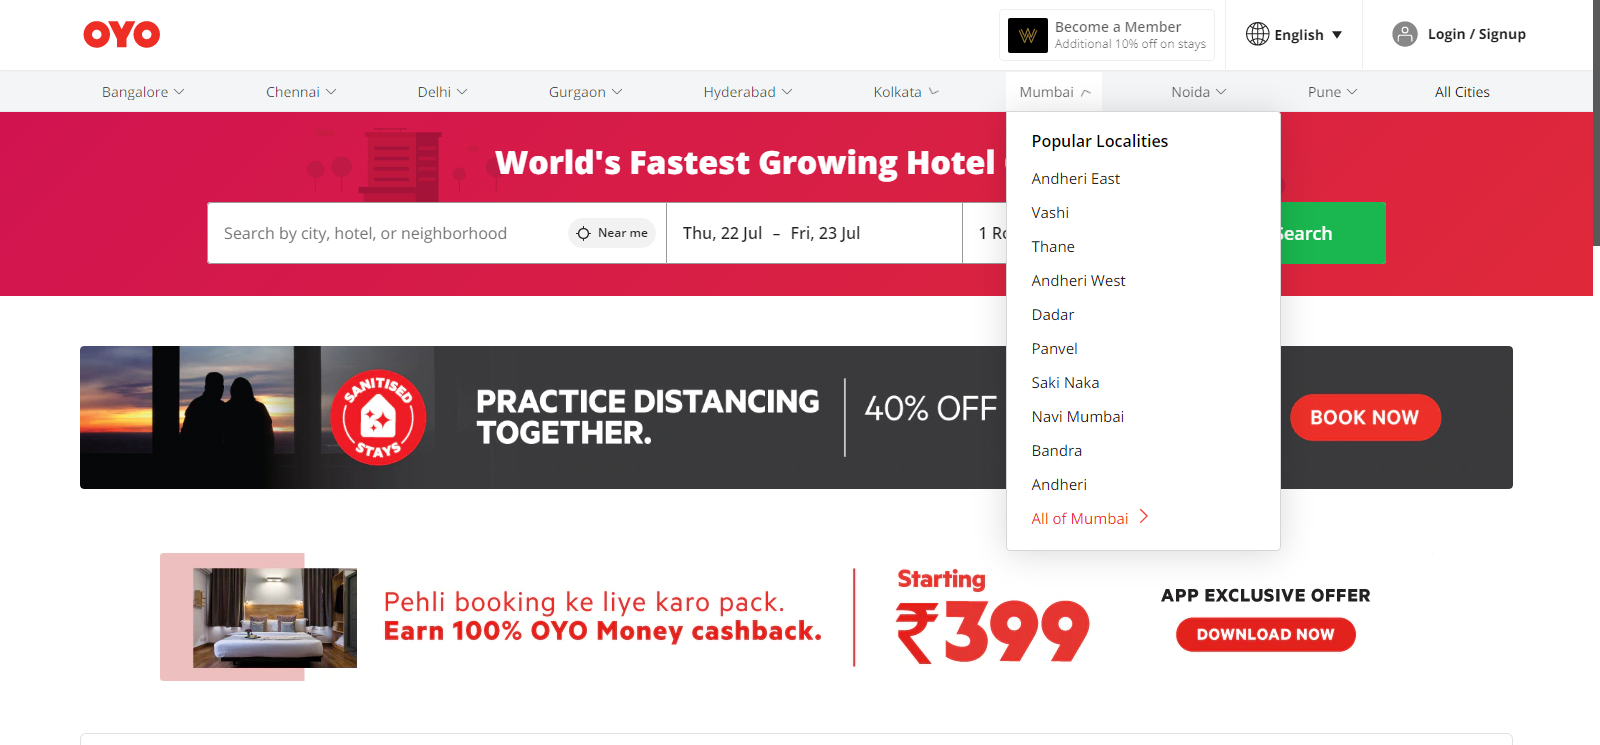 OYO
Become a Member
Additional 10% off on stays
English
Login / Signup
Bangalore
Chennai
Delhi
Gurgaon
Hyderabad
Kolkata
Mumbai
Noida
Pune
All Cities
World's Fastest Growing Hotel
Search by city, hotel, or neighborhood
Near me
Thu, 22 Jul – Fri, 23 Jul
1 Ro
Search
Popular Localities
Andheri East
Vashi
Thane
Andheri West
Dadar
Panvel
Saki Naka
Navi Mumbai
Bandra
Andheri
All of Mumbai
SANITISED
STAYS
PRACTICE DISTANCING
TOGETHER.
40% OFF
BOOK NOW
Pehli booking ke liye karo pack.
Earn 100% OYO Money cashback.
Starting
₹399
APP EXCLUSIVE OFFER
DOWNLOAD NOW